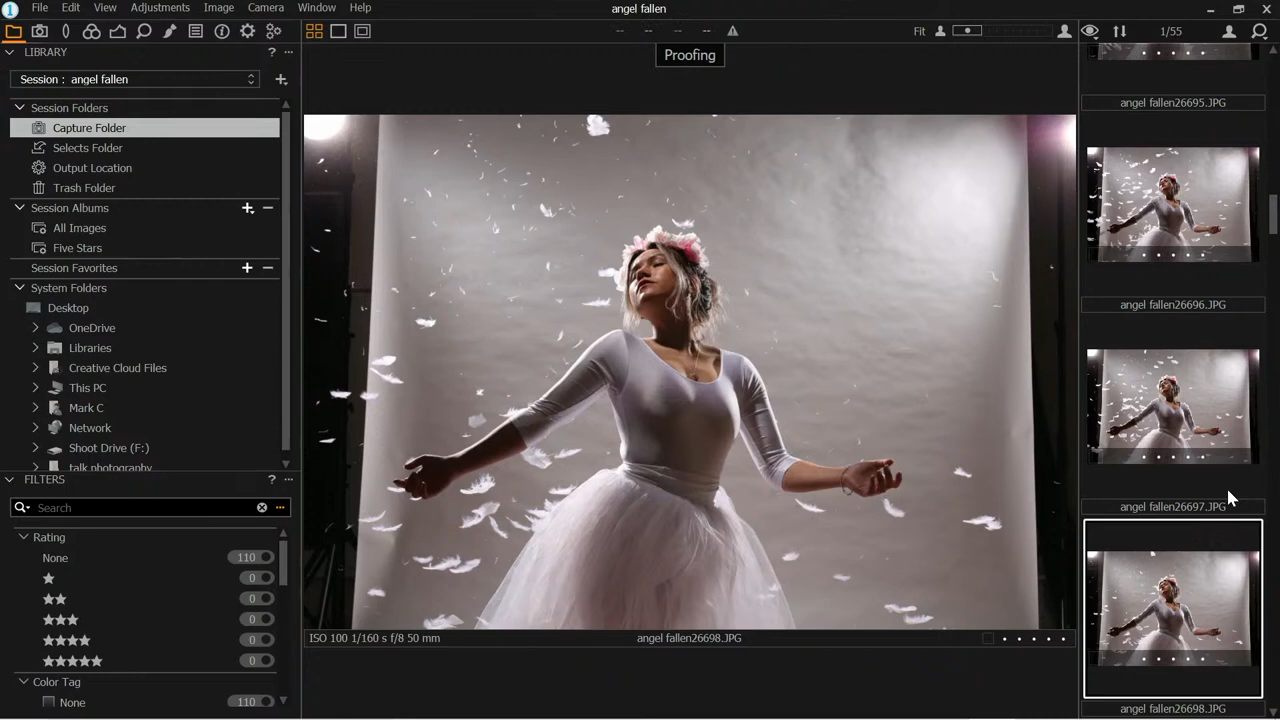 File Edit View Adjustments Image Camera Window Help
angel fallen
Fit
1/55
Proofing
LIBRARY ?
Session : angel fallen
Session Folders
Capture Folder
Selects Folder
Output Location
Trash Folder
Session Albums
All Images
Five Stars
Session Favorites
System Folders
Desktop
OneDrive
Libraries
Creative Cloud Files
This PC
Mark C
Network
Shoot Drive (F:)
talk photography
FILTERS ?
Search
Rating
None 110
0
0
0
0
0
Color Tag
None 110
ISO 100 1/160 s f/8 50 mm
angel fallen26698.JPG
angel fallen26695.JPG
angel fallen26696.JPG
angel fallen26697.JPG
angel fallen26698.JPG